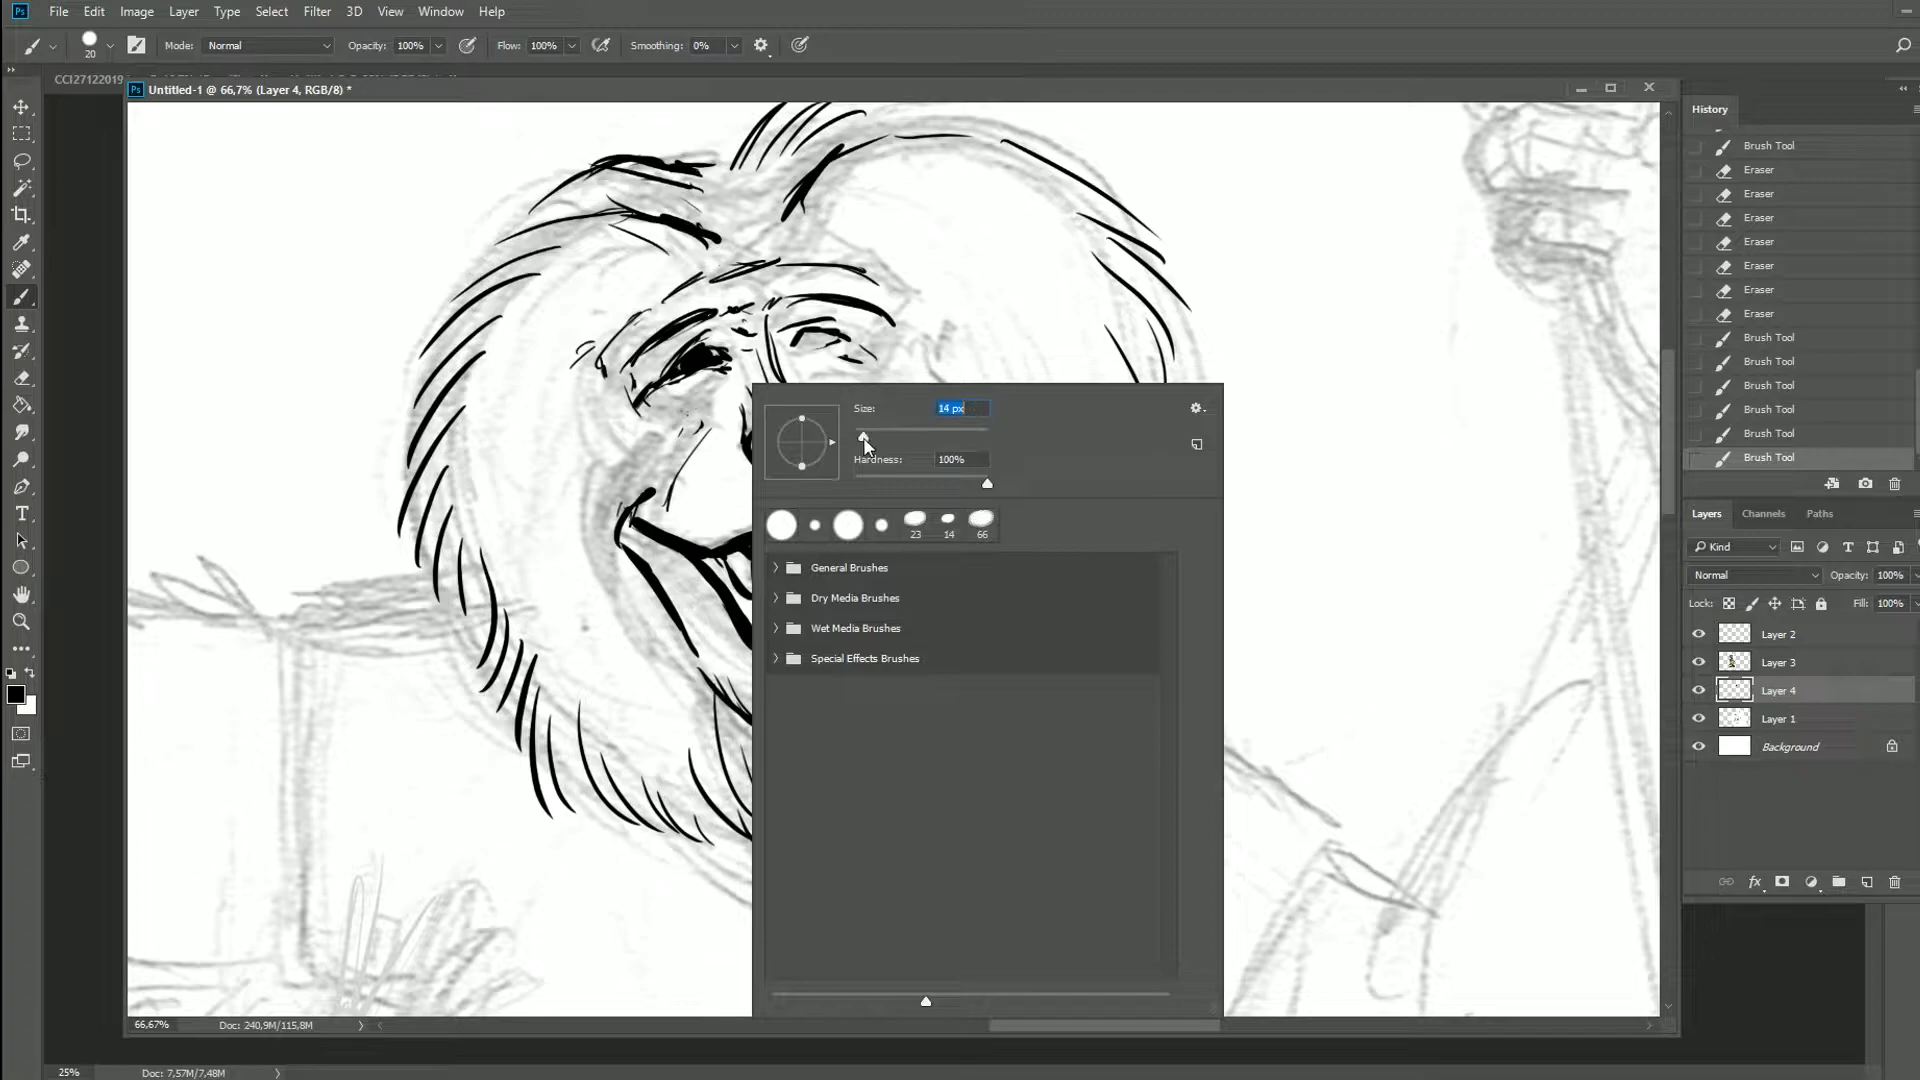 Ps File Edit Image Layer Type Select Filter 3D View Window Help
20 Mode: Normal Opacity: 100% Flow: 100% Smoothing: 0%
CCI27122019
Ps Untitled-1 @ 66,7% (Layer 4, RGB/8) *
History
Brush Tool
Eraser
Eraser
Eraser
Eraser
Eraser
Eraser
Eraser
Brush Tool
Brush Tool
Brush Tool
Brush Tool
Brush Tool
Brush Tool
Size: 14 px
Hardness: 100%
23 14 66
General Brushes
Dry Media Brushes
Wet Media Brushes
Special Effects Brushes
Layers Channels Paths
Kind
Normal Opacity: 100%
Lock: Fill: 100%
Layer 2
Layer 3
Layer 4
Layer 1
Background
66,67% Doc: 240,9M/115,8M
25% Doc: 7,57M/7,48M